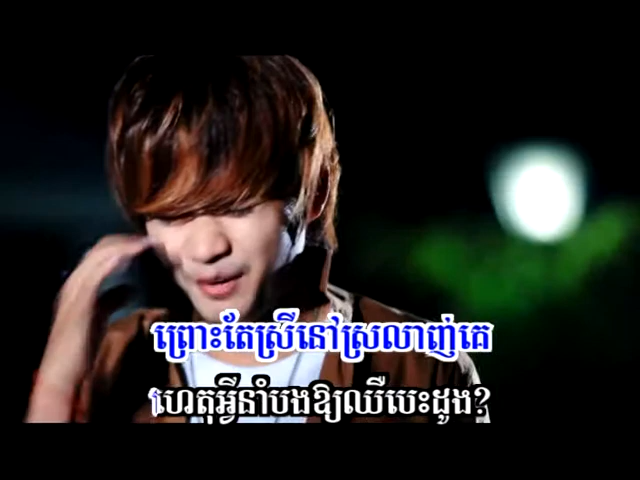 ព្រោះតែស្រីនៅស្រលាញ់គេ
ហេតុអ្វីនាំបងឱ្យឈឺបេះដូង?